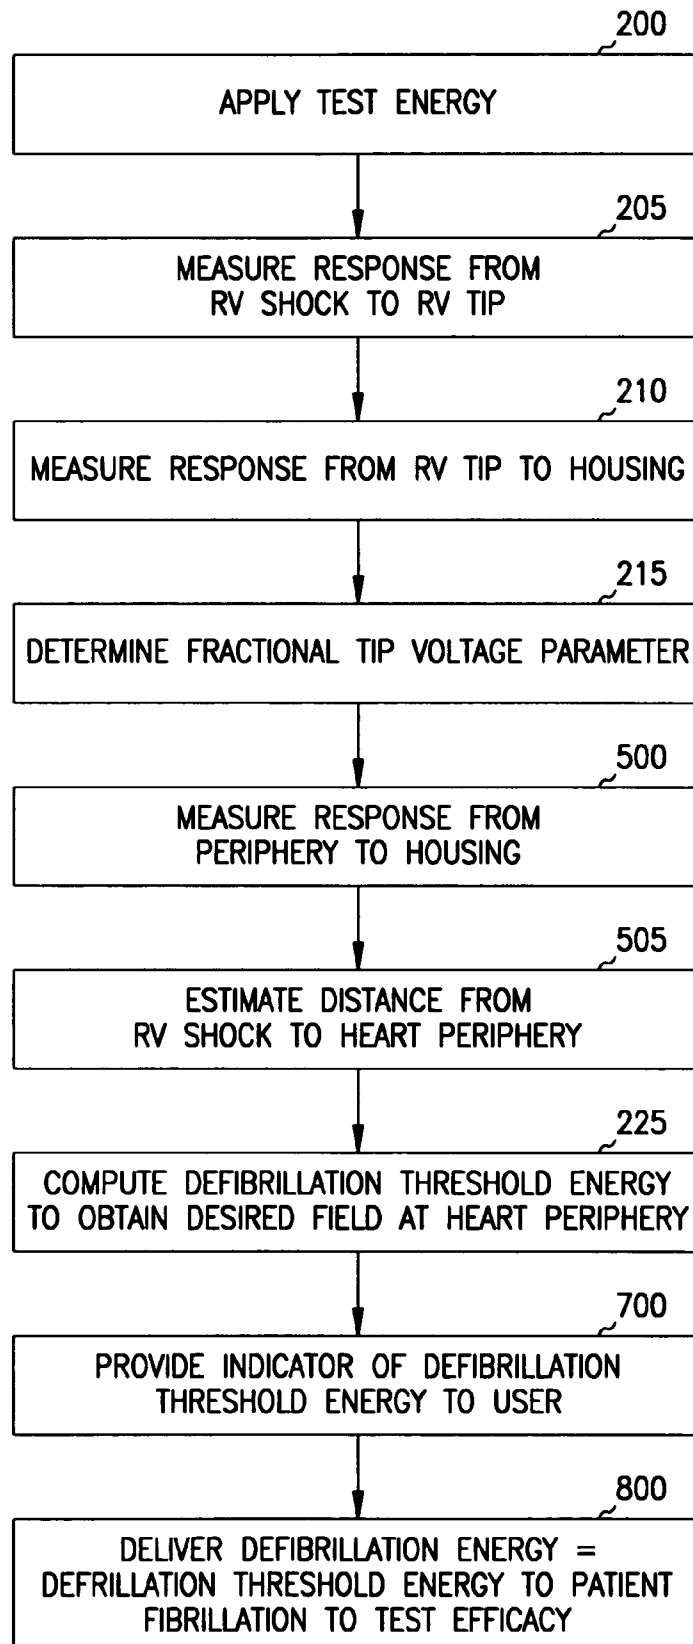 200
APPLY TEST ENERGY
205
MEASURE RESPONSE FROM
RV SHOCK TO RV TIP
210
MEASURE RESPONSE FROM RV TIP TO HOUSING
215
DETERMINE FRACTIONAL TIP VOLTAGE PARAMETER
500
MEASURE RESPONSE FROM
PERIPHERY TO HOUSING
505
ESTIMATE DISTANCE FROM
RV SHOCK TO HEART PERIPHERY
225
COMPUTE DEFIBRILLATION THRESHOLD ENERGY
TO OBTAIN DESIRED FIELD AT HEART PERIPHERY
700
PROVIDE INDICATOR OF DEFIBRILLATION
THRESHOLD ENERGY TO USER
800
DELIVER DEFIBRILLATION ENERGY =
DEFRILLATION THRESHOLD ENERGY TO PATIENT
FIBRILLATION TO TEST EFFICACY